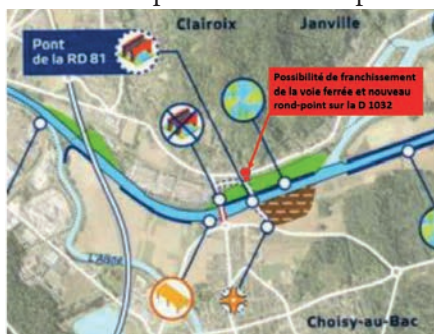 Clairoix
Janville
Pont
de la RD 81
Possibilité de franchissement
de la voie ferrée et nouveau
rond-point sur la D 1032
L'Aisne
Choisy-au-Bac